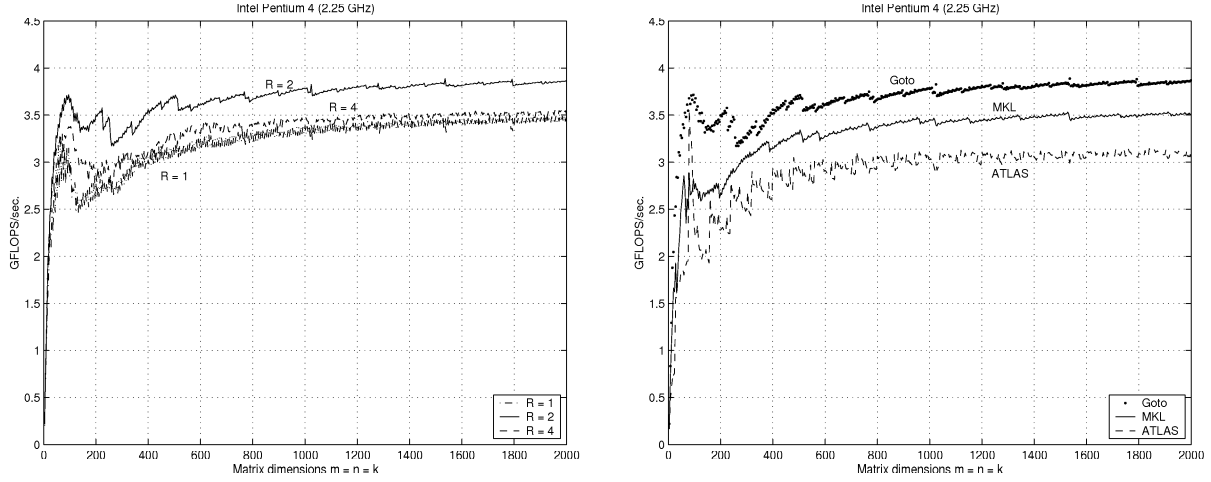 Intel Pentium 4 (2.25 GHz)
4.5
4
3.5
3
2.5
2
1.5
1
0.5
0
GFLOPS/sec.
R = 2
R = 4
R = 1
R = 1
R = 2
R = 4
0 200 400 600 800 1000 1200 1400 1600 1800 2000
Matrix dimensions m = n = k
Intel Pentium 4 (2.25 GHz)
4.5
4
3.5
3
2.5
2
1.5
1
0.5
0
GFLOPS/sec.
Goto
MKL
ATLAS
Goto
MKL
ATLAS
0 200 400 600 800 1000 1200 1400 1600 1800 2000
Matrix dimensions m = n = k